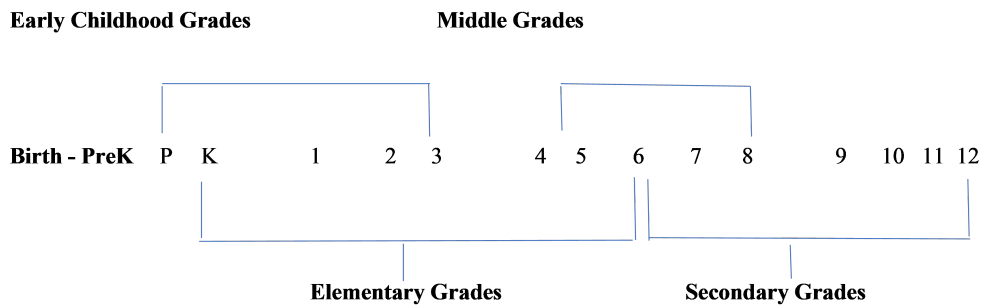 Early Childhood Grades Middle Grades
Birth - PreK P K 1 2 3 4 5 6 7 8 9 10 11 12
Elementary Grades Secondary Grades